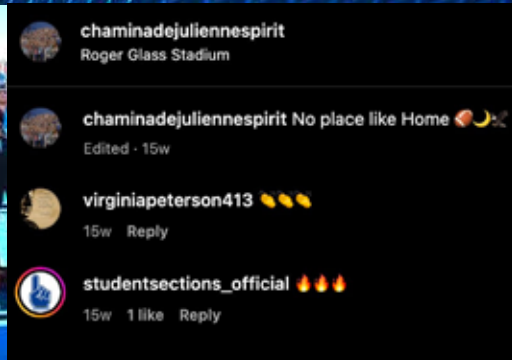 chaminadejuliennespirit
Roger Glass Stadium
chaminadejuliennespirit No place like Home 🏈🌙🦅
Edited · 15w
virginiapeterson413 👏👏👏
15w Reply
studentsections_official 🔥🔥🔥
15w 1 like Reply